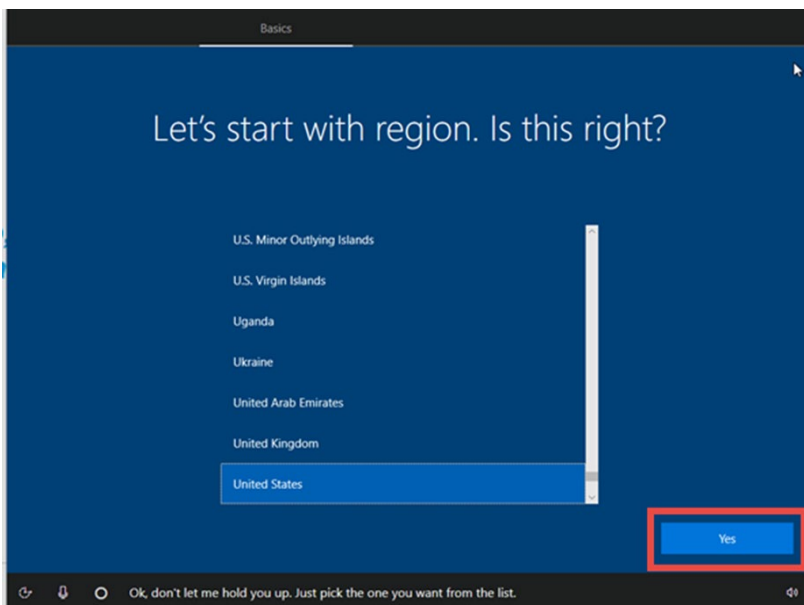 Basics
Let's start with region. Is this right?
U.S. Minor Outlying Islands
U.S. Virgin Islands
Uganda
Ukraine
United Arab Emirates
United Kingdom
United States
Yes
Ok, don't let me hold you up. Just pick the one you want from the list.